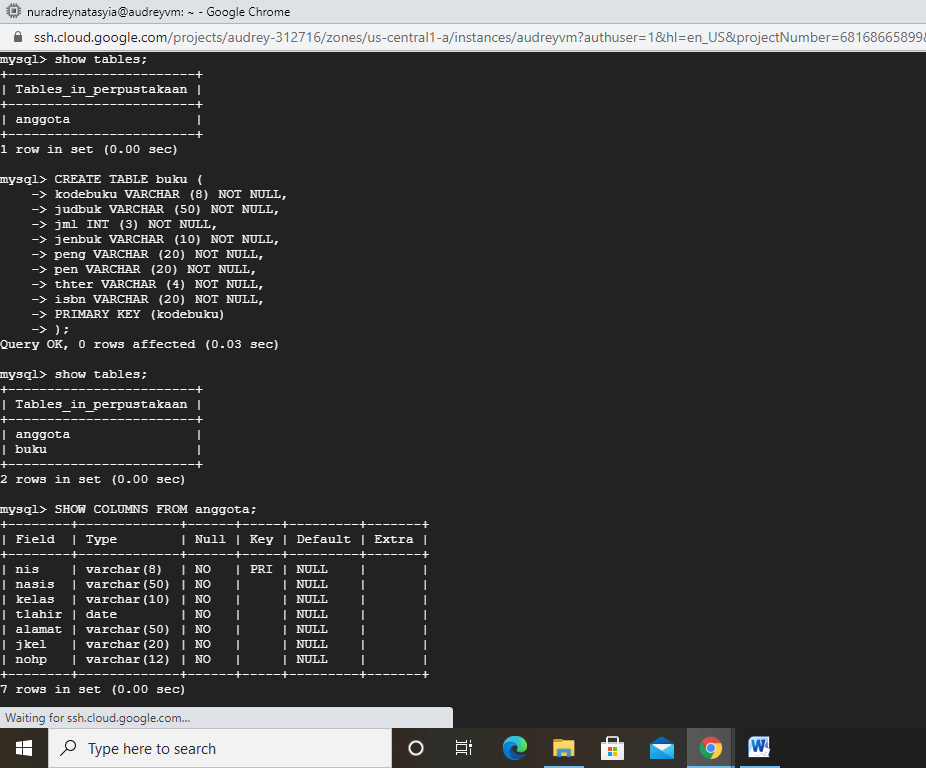 nuradreynatasyia@audreyvm: ~ - Google Chrome
ssh.cloud.google.com/projects/audrey-312716/zones/us-central1-a/instances/audreyvm?authuser=1&hl=en_US&projectNumber=68168665899&
mysql> show tables;
+------------------------+
| Tables_in_perpustakaan |
+------------------------+
| anggota                |
+------------------------+
1 row in set (0.00 sec)
mysql> CREATE TABLE buku (
    -> kodebuku VARCHAR (8) NOT NULL,
    -> judbuk VARCHAR (50) NOT NULL,
    -> jml INT (3) NOT NULL,
    -> jenbuk VARCHAR (10) NOT NULL,
    -> peng VARCHAR (20) NOT NULL,
    -> pen VARCHAR (20) NOT NULL,
    -> thter VARCHAR (4) NOT NULL,
    -> isbn VARCHAR (20) NOT NULL,
    -> PRIMARY KEY (kodebuku)
    -> );
Query OK, 0 rows affected (0.03 sec)
mysql> show tables;
+------------------------+
| Tables_in_perpustakaan |
+------------------------+
| anggota                |
| buku                   |
+------------------------+
2 rows in set (0.00 sec)
mysql> SHOW COLUMNS FROM anggota;
+---------+-------------+------+-----+---------+-------+
| Field   | Type        | Null | Key | Default | Extra |
+---------+-------------+------+-----+---------+-------+
| nis     | varchar(8)  | NO   | PRI | NULL    |       |
| nasis   | varchar(50) | NO   |     | NULL    |       |
| kelas   | varchar(10) | NO   |     | NULL    |       |
| tlahir  | date        | NO   |     | NULL    |       |
| alamat  | varchar(50) | NO   |     | NULL    |       |
| jkel    | varchar(20) | NO   |     | NULL    |       |
| nohp    | varchar(12) | NO   |     | NULL    |       |
+---------+-------------+------+-----+---------+-------+
7 rows in set (0.00 sec)
Waiting for ssh.cloud.google.com...
Type here to search